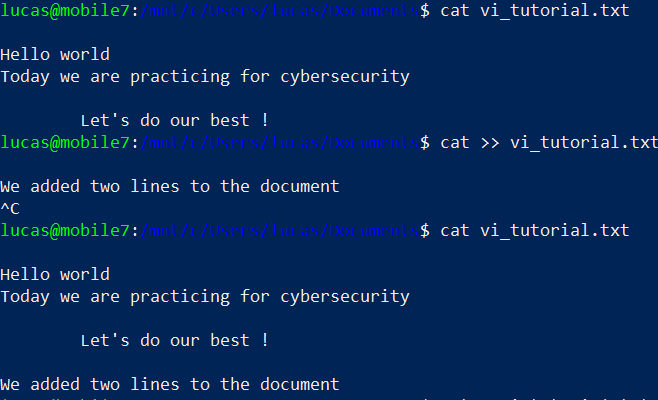 lucas@mobile7:/mnt/c/Users/lucas/Documents$ cat vi_tutorial.txt
Hello world
Today we are practicing for cybersecurity
Let's do our best !
lucas@mobile7:/mnt/c/Users/lucas/Documents$ cat >> vi_tutorial.txt
We added two lines to the document
^C
lucas@mobile7:/mnt/c/Users/lucas/Documents$ cat vi_tutorial.txt
Hello world
Today we are practicing for cybersecurity
Let's do our best !
We added two lines to the document